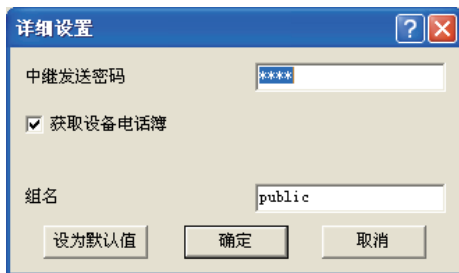 详细设置
中继发送密码 ****
获取设备电话簿
组名 public
设为默认值 确定 取消